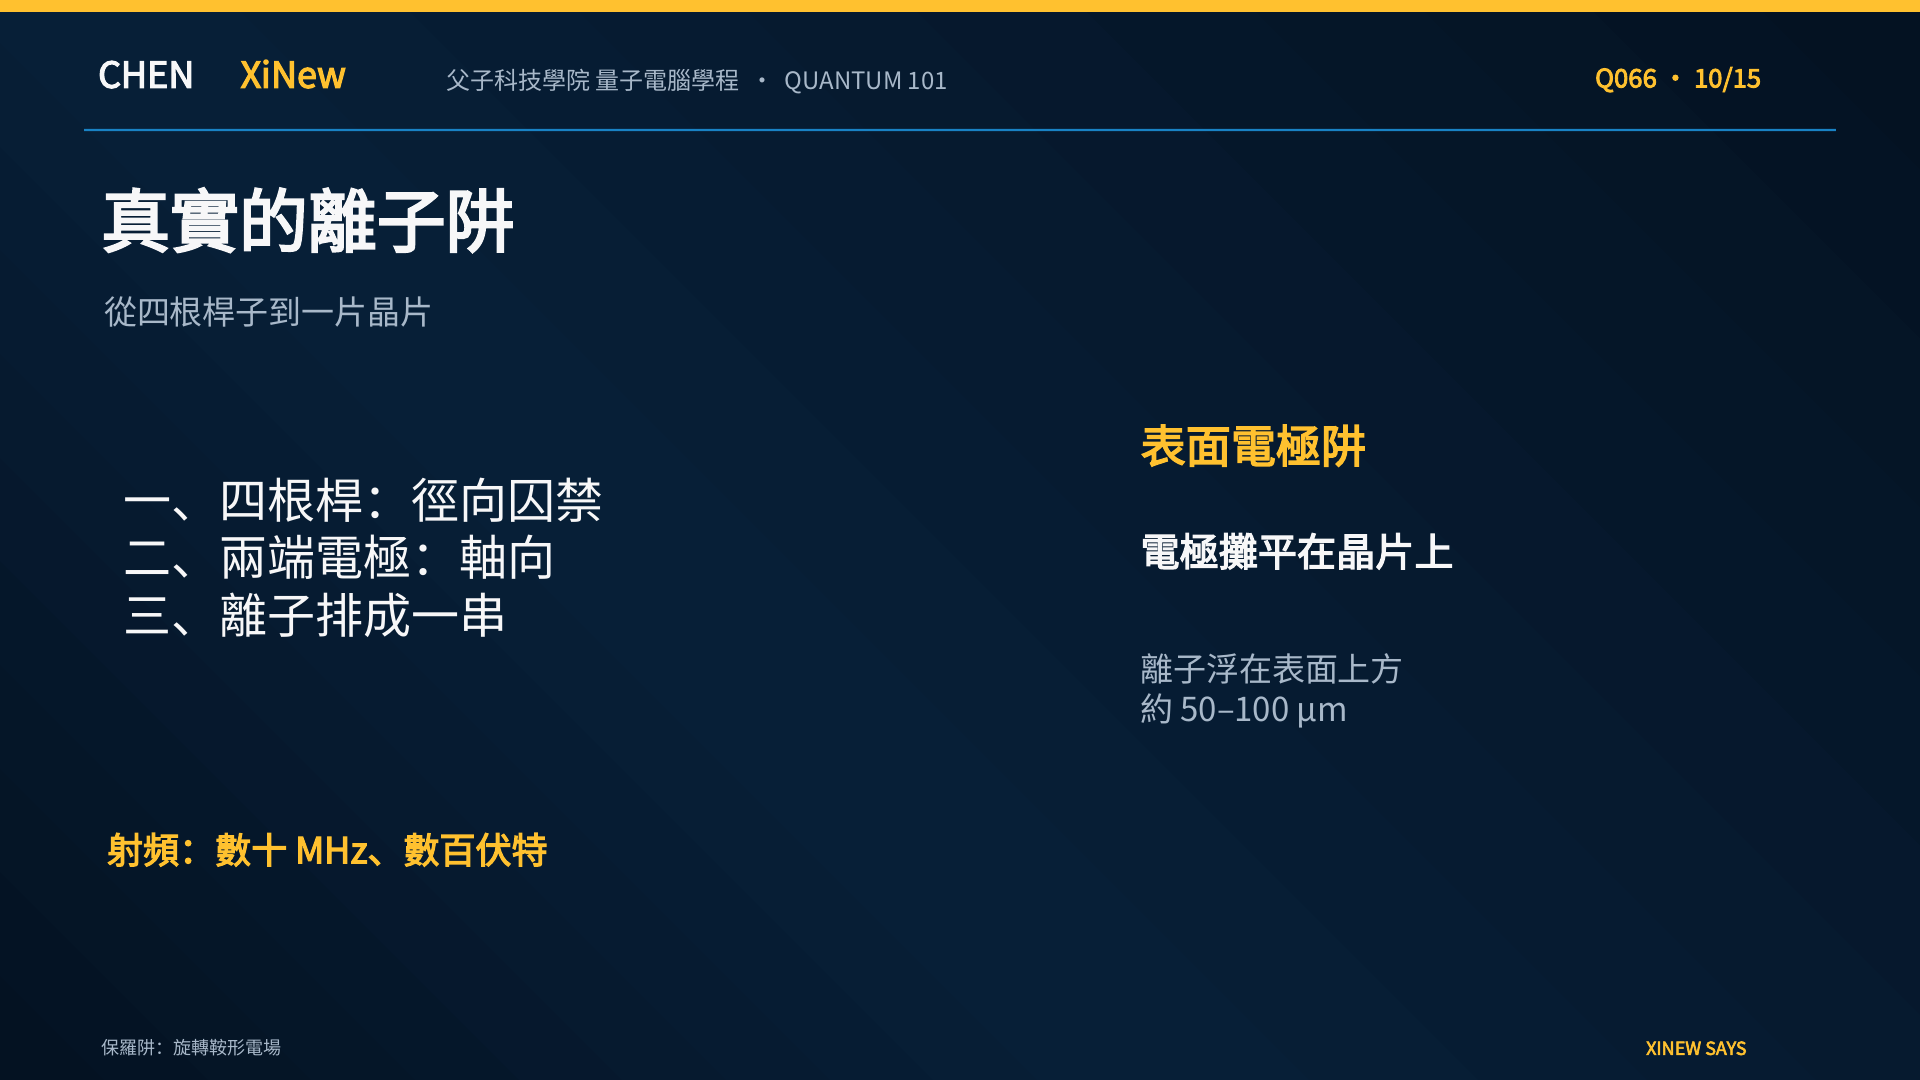 CHEN XiNew 父子科技學院 量子電腦學程 ・ QUANTUM 101 Q066 ・ 10/15
真實的離子阱
從四根桿子到一片晶片
一、四根桿：徑向囚禁
二、兩端電極：軸向
三、離子排成一串
射頻：數十 MHz、數百伏特
表面電極阱
電極攤平在晶片上
離子浮在表面上方
約 50–100 µm
保羅阱：旋轉鞍形電場
XINEW SAYS